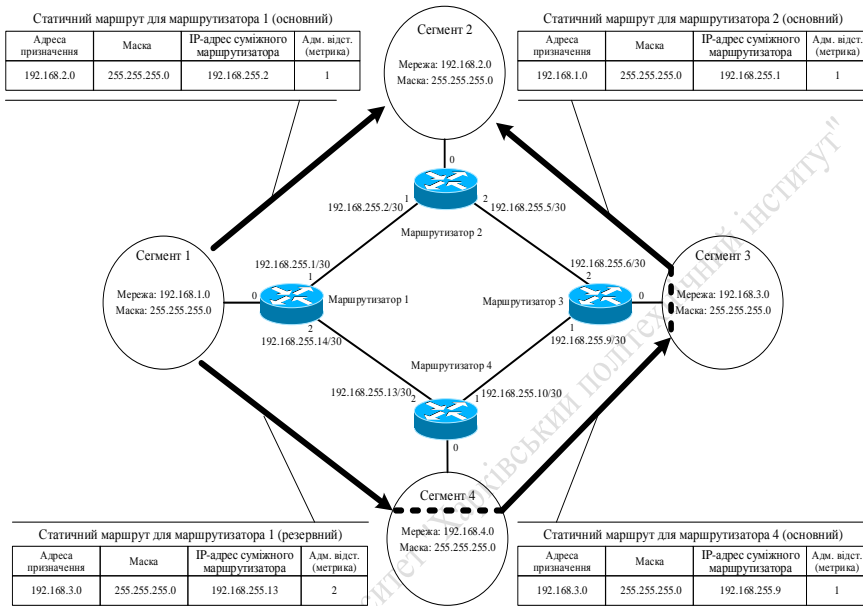 Статичний маршрут для маршрутизатора 1 (основний)
Адреса призначення Маска IP-адрес суміжного маршрутизатора Адм. відст. (метрика)
192.168.2.0 255.255.255.0 192.168.255.2 1
Сегмент 2
Мережа: 192.168.2.0
Маска: 255.255.255.0
Статичний маршрут для маршрутизатора 2 (основний)
Адреса призначення Маска IP-адрес суміжного маршрутизатора Адм. відст. (метрика)
192.168.1.0 255.255.255.0 192.168.255.1 1
0
1
2
192.168.255.2/30
192.168.255.5/30
Маршрутизатор 2
Сегмент 1
Мережа: 192.168.1.0
Маска: 255.255.255.0
192.168.255.1/30
1
0
Маршрутизатор 1
2
192.168.255.14/30
192.168.255.6/30
2
Маршрутизатор 3
0
1
192.168.255.9/30
Сегмент 3
Мережа: 192.168.3.0
Маска: 255.255.255.0
Маршрутизатор 4
192.168.255.13/30
2
1
192.168.255.10/30
0
Сегмент 4
Мережа: 192.168.4.0
Маска: 255.255.255.0
Статичний маршрут для маршрутизатора 1 (резервний)
Адреса призначення Маска IP-адрес суміжного маршрутизатора Адм. відст. (метрика)
192.168.3.0 255.255.255.0 192.168.255.13 2
Статичний маршрут для маршрутизатора 4 (основний)
Адреса призначення Маска IP-адрес суміжного маршрутизатора Адм. відст. (метрика)
192.168.3.0 255.255.255.0 192.168.255.9 1
"Харківський політехнічний інститут"